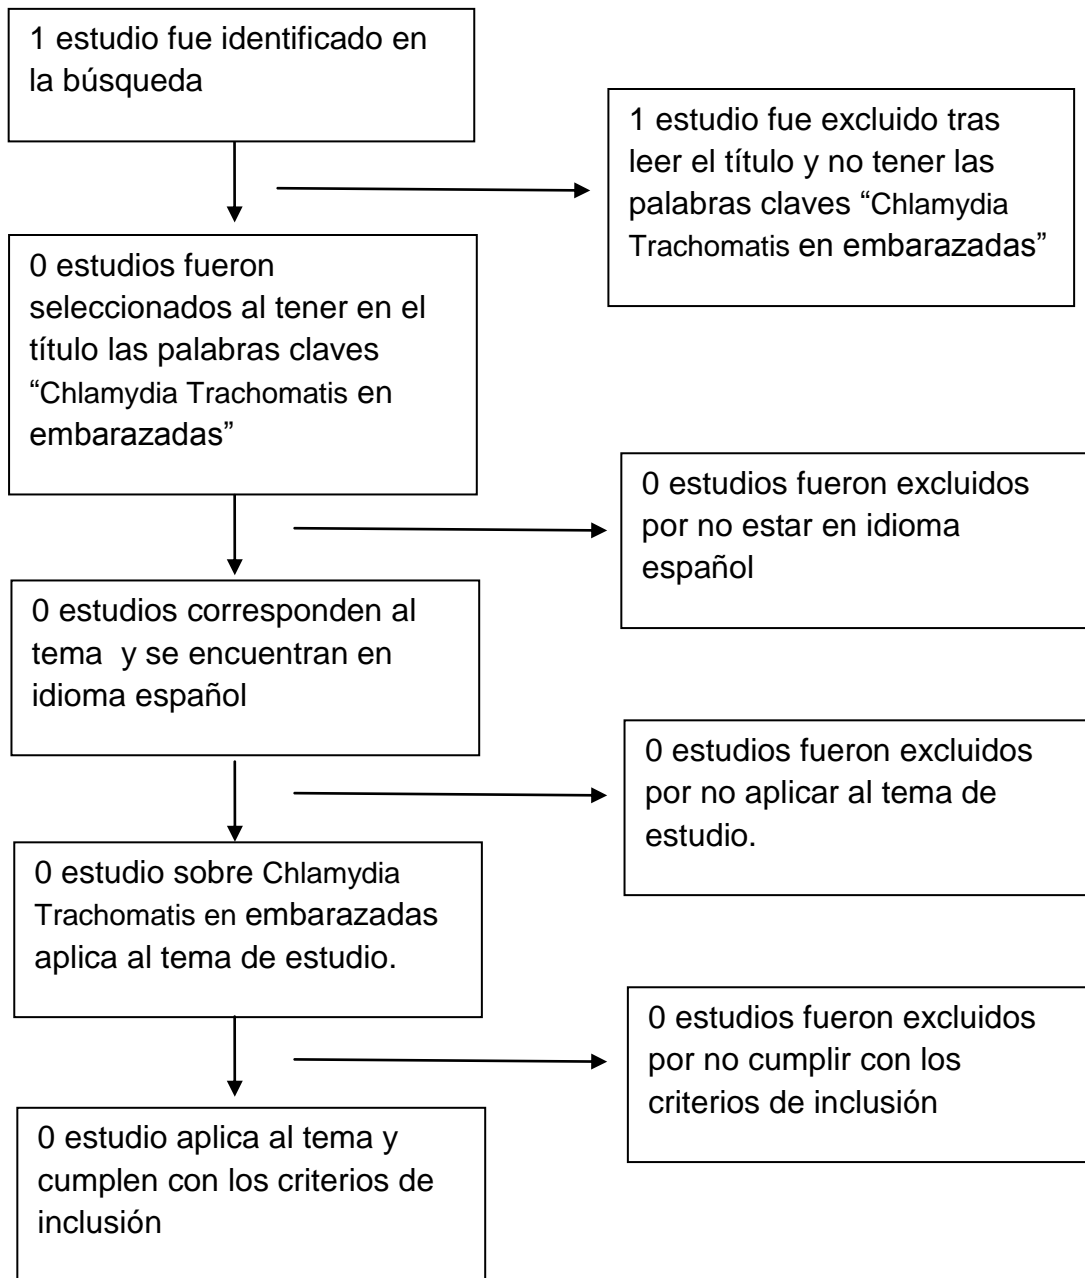 1 estudio fue identificado en
la búsqueda
1 estudio fue excluido tras
leer el título y no tener las
palabras claves “Chlamydia
Trachomatis en embarazadas”
0 estudios fueron
seleccionados al tener en el
título las palabras claves
“Chlamydia Trachomatis en
embarazadas”
0 estudios fueron excluidos
por no estar en idioma
español
0 estudios corresponden al
tema y se encuentran en
idioma español
0 estudios fueron excluidos
por no aplicar al tema de
estudio.
0 estudio sobre Chlamydia
Trachomatis en embarazadas
aplica al tema de estudio.
0 estudios fueron excluidos
por no cumplir con los
criterios de inclusión
0 estudio aplica al tema y
cumplen con los criterios de
inclusión